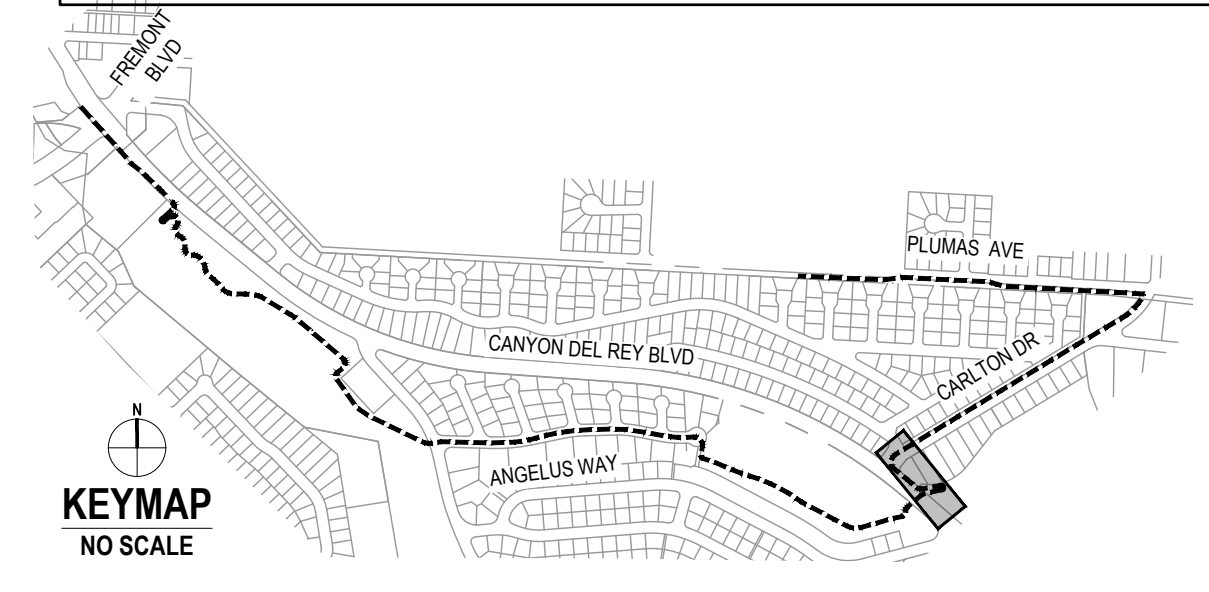 FREMONT
BLVD
PLUMAS AVE
CANYON DEL REY BLVD
CARLTON DR
ANGELUS WAY
N
KEYMAP
NO SCALE